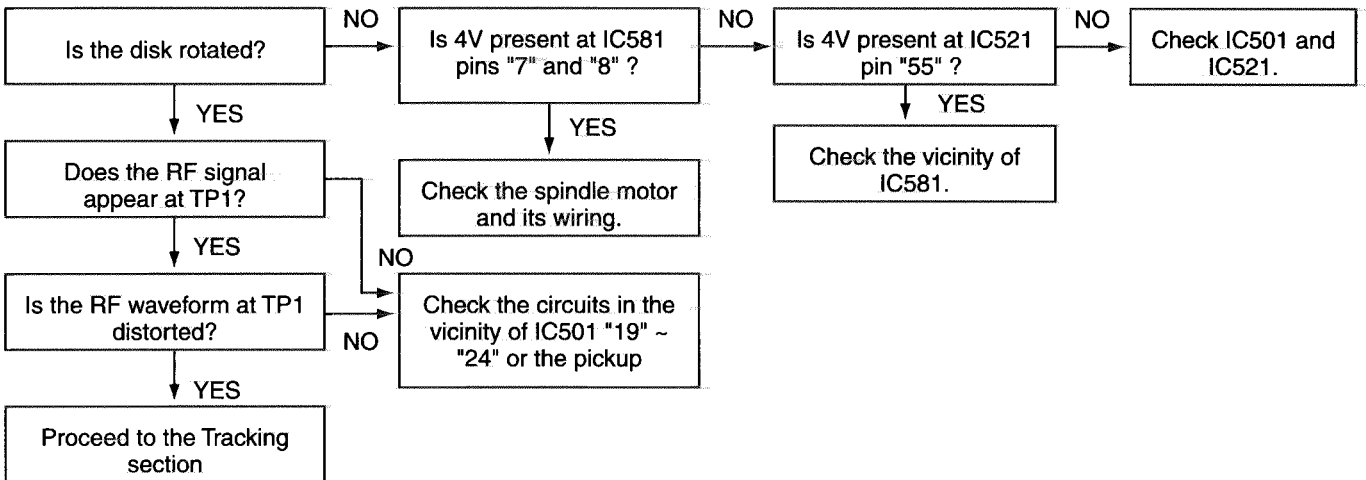 Is the disk rotated?
NO
Is 4V present at IC581
pins "7" and "8" ?
NO
Is 4V present at IC521
pin "55" ?
NO
Check IC501 and
IC521.
YES
YES
YES
Does the RF signal
appear at TP1?
Check the spindle motor
and its wiring.
Check the vicinity of
IC581.
YES
NO
Is the RF waveform at TP1
distorted?
NO
Check the circuits in the
vicinity of IC501 "19" ~
"24" or the pickup
YES
Proceed to the Tracking
section